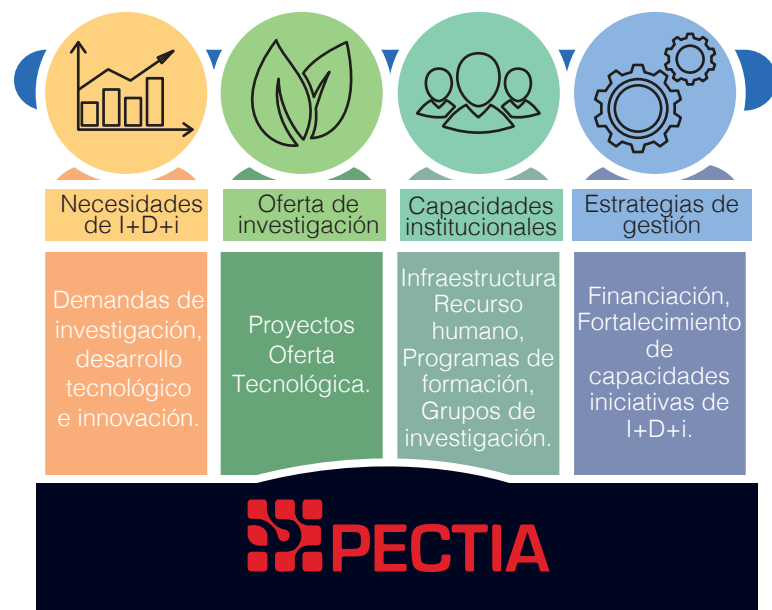 Necesidades
de I+D+i
Oferta de
investigación
Capacidades
institucionales
Estrategias de
gestión
Demandas de
investigación,
desarrollo
tecnológico
e innovación.
Proyectos
Oferta
Tecnológica.
Infraestructura
Recurso
humano,
Programas de
formación,
Grupos de
investigación.
Financiación,
Fortalecimiento
de
capacidades
iniciativas de
I+D+i.
PECTIA